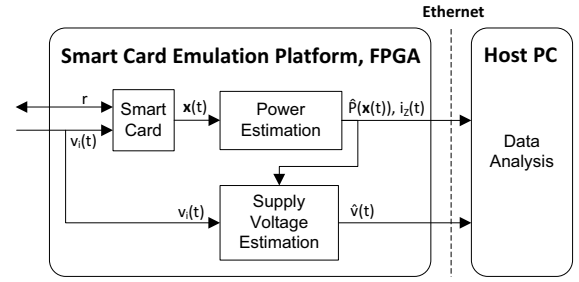 Ethernet
Smart Card Emulation Platform, FPGA
Host PC
r
Smart
Card
x(t)
Power
Estimation
P̂(x(t)), iZ(t)
vi(t)
Data
Analysis
vi(t)
Supply
Voltage
Estimation
v̂(t)